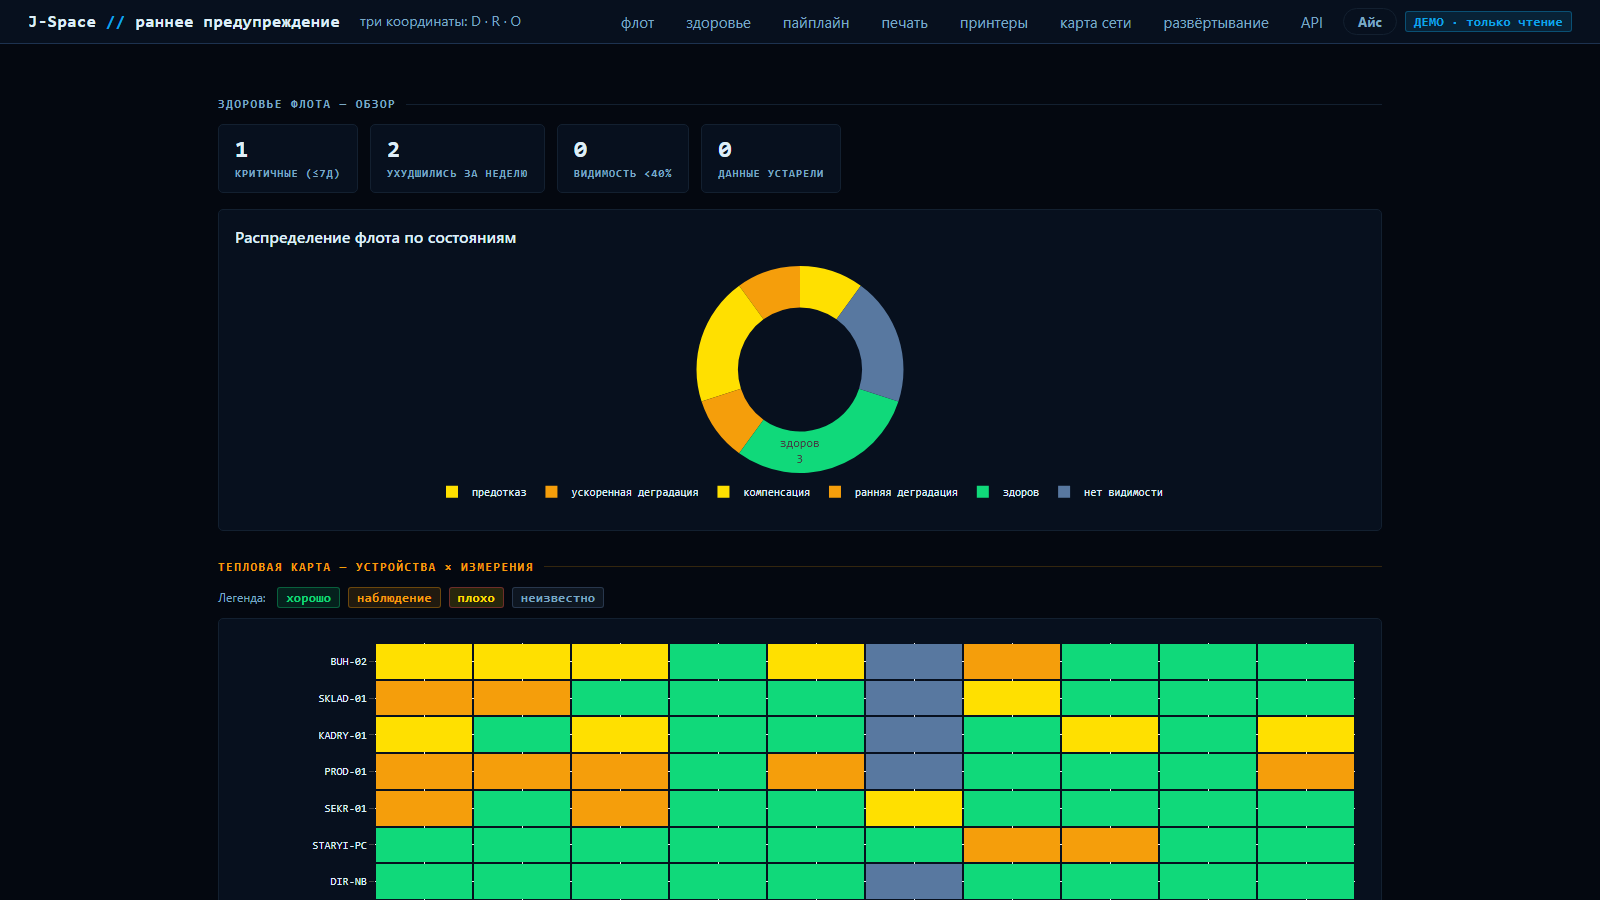 J-Space // раннее предупреждение три координаты: D · R · O флот здоровье пайплайн печать принтеры карта сети развёртывание API Айс ДЕМО · только чтение
ЗДОРОВЬЕ ФЛОТА — ОБЗОР
1 2 0 0
КРИТИЧНЫЕ (≤7Д) УХУДШИЛИСЬ ЗА НЕДЕЛЮ ВИДИМОСТЬ <40% ДАННЫЕ УСТАРЕЛИ
Распределение флота по состояниям
здоров
3
предотказ ускоренная деградация компенсация ранняя деградация здоров нет видимости
ТЕПЛОВАЯ КАРТА — УСТРОЙСТВА × ИЗМЕРЕНИЯ
Легенда: хорошо наблюдение плохо неизвестно
BUH-02
SKLAD-01
KADRY-01
PROD-01
SEKR-01
STARYI-PC
DIR-NB